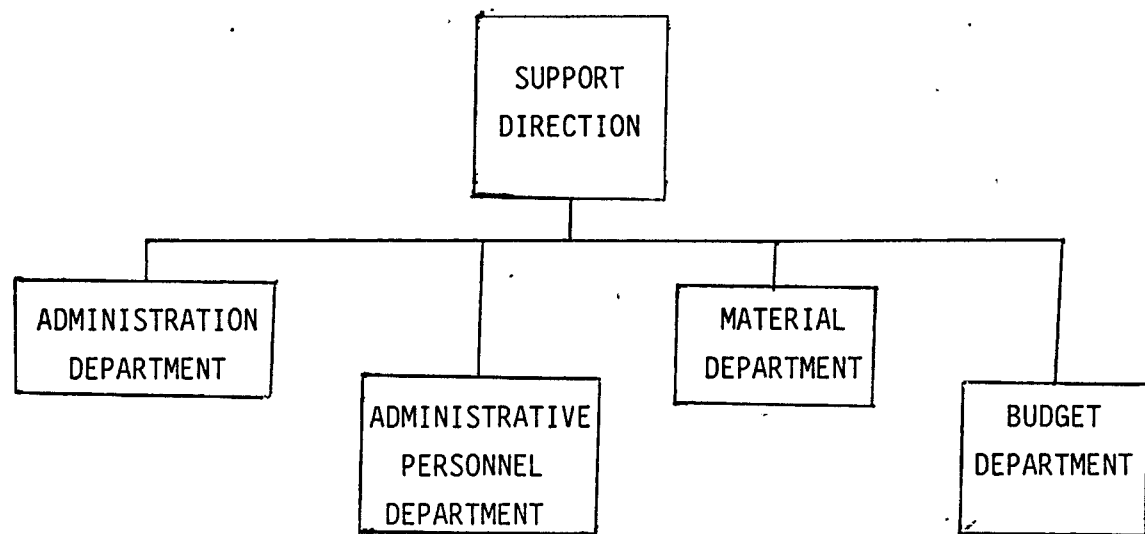 SUPPORT
DIRECTION
ADMINISTRATION
DEPARTMENT
ADMINISTRATIVE
PERSONNEL
DEPARTMENT
MATERIAL
DEPARTMENT
BUDGET
DEPARTMENT